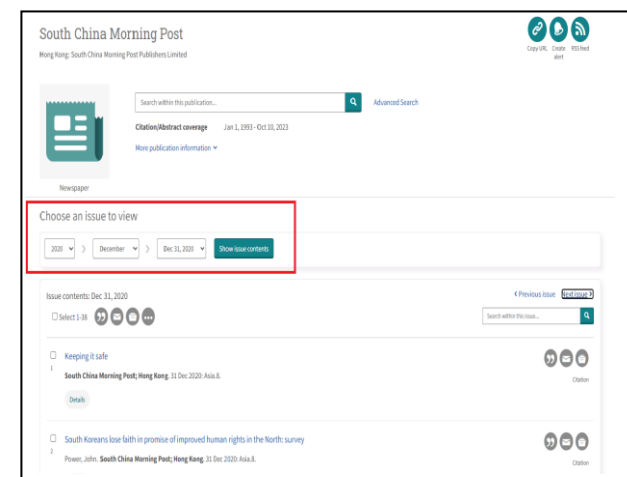 South China Morning Post
Hong Kong: South China Morning Post Publishers Limited
Copy URL Create alert RSS feed
Search within this publication...
Advanced Search
Citation/Abstract coverage Jan 1, 1993 - Oct 10, 2023
More publication information
Newspaper
Choose an issue to view
2020 > December > Dec 31, 2020 Show issue contents
Issue contents: Dec 31, 2020
< Previous issue Next issue >
Select 1-38
Search within this issue...
Keeping it safe
1
South China Morning Post; Hong Kong. 31 Dec 2020: Asia.8.
Citation
Details
South Koreans lose faith in promise of improved human rights in the North: survey
2
Power, John. South China Morning Post; Hong Kong. 31 Dec 2020: Asia.8.
Citation